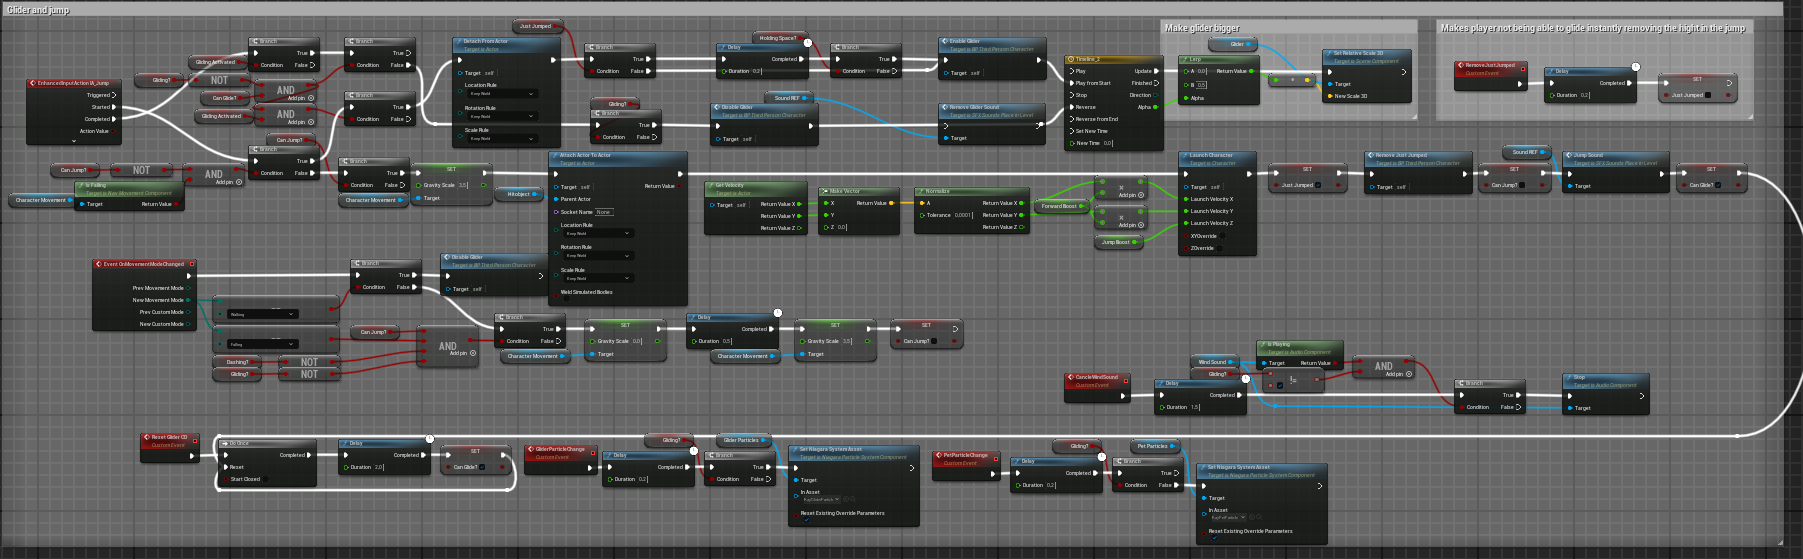 Glider and jump
Make glider bigger
Makes player not being able to glide instantly removing the hight in the jump
EnhancedInputAction IA_Jump
Triggered
Started
Completed
Action Value
Gliding Activated
Gliding?
NOT
Can Glide?
AND
Add pin
Gliding Activated
AND
Add pin
Can Jump?
Branch
True
Condition
False
Branch
True
Condition
False
Branch
True
Condition
False
Branch
True
Condition
False
Detach From Actor
Target is Actor
Target self
Location Rule
Keep World
Rotation Rule
Keep World
Scale Rule
Keep World
Just Jumped
Branch
True
Condition
False
Gliding?
Branch
True
Condition
False
Holding Space?
Delay
Completed
Duration 0.2
Branch
True
Condition
False
Enable Glider
Target is BP Third Person Character
Target self
Sound REF
Disable Glider
Target is BP Third Person Character
Target self
Remove Glider Sound
Target is SFX Sounds Place in Level
Target
Timeline_2
Play
Update
Play from Start
Finished
Stop
Direction
Reverse
Alpha
Reverse from End
Set New Time
New Time 0.0
Lerp
A 0.0
Return Value
B 0.5
Alpha
Glider
Set Relative Scale 3D
Target is Scene Component
Target
New Scale 3D
RemoveJustJumped
Custom Event
Delay
Completed
Duration 0.2
SET
Just Jumped
Can Jump?
NOT
AND
Add pin
Is Falling
Target is Nav Movement Component
Character Movement
Target
Return Value
Branch
True
Condition
False
Character Movement
SET
Gravity Scale 3.5
Target
Hitobject
Attach Actor To Actor
Target is Actor
Target self
Return Value
Parent Actor
Socket Name None
Location Rule
Keep World
Rotation Rule
Keep World
Scale Rule
Keep World
Weld Simulated Bodies
Get Velocity
Target is Actor
Target self
Return Value X
Return Value Y
Return Value Z
Make Vector
X
Return Value
Y
Z 0.0
Normalize
A
Return Value X
Tolerance 0.0001
Return Value Y
Return Value Z
Forward Boost
Add pin
Add pin
Jump Boost
Launch Character
Target is Character
Target self
Launch Velocity X
Launch Velocity Y
Launch Velocity Z
XYOverride
ZOverride
SET
Just Jumped
Remove Just Jumped
Target is BP Third Person Character
Target self
SET
Can Jump?
Sound REF
Jump Sound
Target is SFX Sounds Place in Level
Target
SET
Can Glide?
Event OnMovementModeChanged
Prev Movement Mode
New Movement Mode
Prev Custom Mode
New Custom Mode
Walking
Falling
Dashing?
NOT
Gliding?
NOT
Can Jump?
AND
Add pin
Branch
True
Condition
False
Disable Glider
Target is BP Third Person Character
Target self
Branch
True
Condition
False
Character Movement
SET
Gravity Scale 0.0
Target
Delay
Completed
Duration 0.5
Character Movement
SET
Gravity Scale 3.5
Target
SET
Can Jump?
CancleWindSound
Custom Event
Delay
Completed
Duration 1.5
Wind Sound
Gliding?
Is Playing
Target is Audio Component
Target
Return Value
!=
AND
Add pin
Branch
True
Condition
False
Stop
Target is Audio Component
Target
Reset Glider CD
Custom Event
Do Once
Completed
Reset
Start Closed
Delay
Completed
Duration 2.0
SET
Can Glide?
GliderParticleChange
Custom Event
Gliding?
Delay
Completed
Duration 0.2
Branch
True
Condition
False
Glider Particles
Set Niagara System Asset
Target is Niagara Particle System Component
Target
In Asset
Reset Existing Override Parameters
PetParticleChange
Custom Event
Gliding?
Delay
Completed
Duration 0.2
Branch
True
Condition
False
Pet Particles
Set Niagara System Asset
Target is Niagara Particle System Component
Target
In Asset
Reset Existing Override Parameters